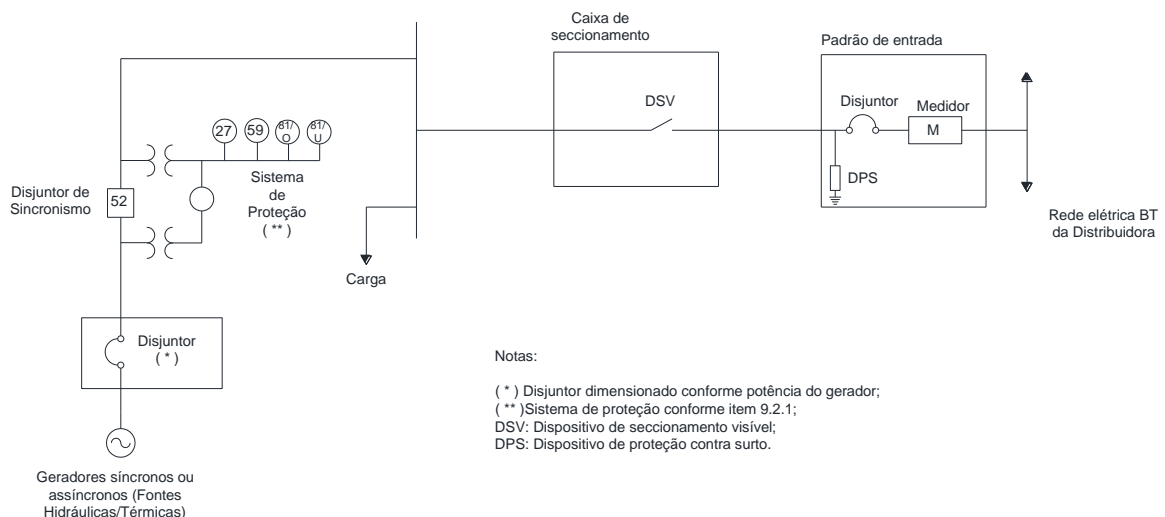 Caixa de
seccionamento
Padrão de entrada
DSV
Disjuntor
Medidor
M
DPS
27
59
81/
O
81/
U
Sistema
de
Proteção
( ** )
Disjuntor de
Sincronismo
52
Rede elétrica BT
da Distribuidora
Carga
Disjuntor
( * )
Geradores síncronos ou
assíncronos (Fontes
Hidráulicas/Térmicas)
Notas:
( * ) Disjuntor dimensionado conforme potência do gerador;
( ** )Sistema de proteção conforme item 9.2.1;
DSV: Dispositivo de seccionamento visível;
DPS: Dispositivo de proteção contra surto.